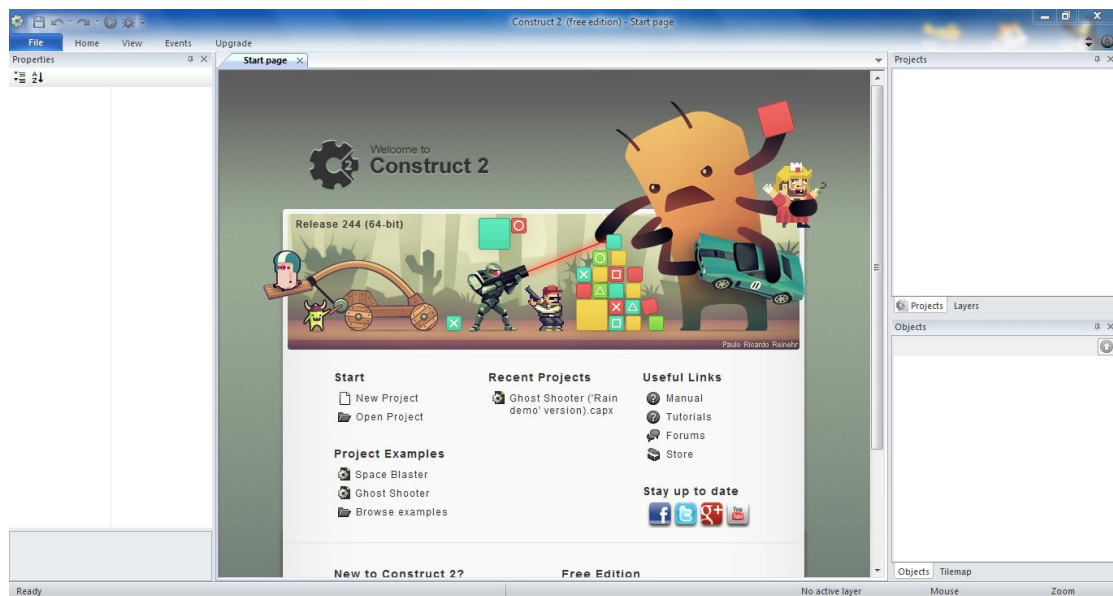 Construct 2 (free edition) - Start page
File Home View Events Upgrade
Properties
Start page
Projects
Welcome to
Construct 2
Release 244 (64-bit)
11
Paulo Ricardo Reinehr
Start
New Project
Open Project
Project Examples
Space Blaster
Ghost Shooter
Browse examples
Recent Projects
Ghost Shooter ('Rain
demo' version).capx
Useful Links
Manual
Tutorials
Forums
Store
Stay up to date
You
Tube
New to Construct 2?
Free Edition
Projects Layers
Objects
Objects Tilemap
Ready
No active layer
Mouse
Zoom